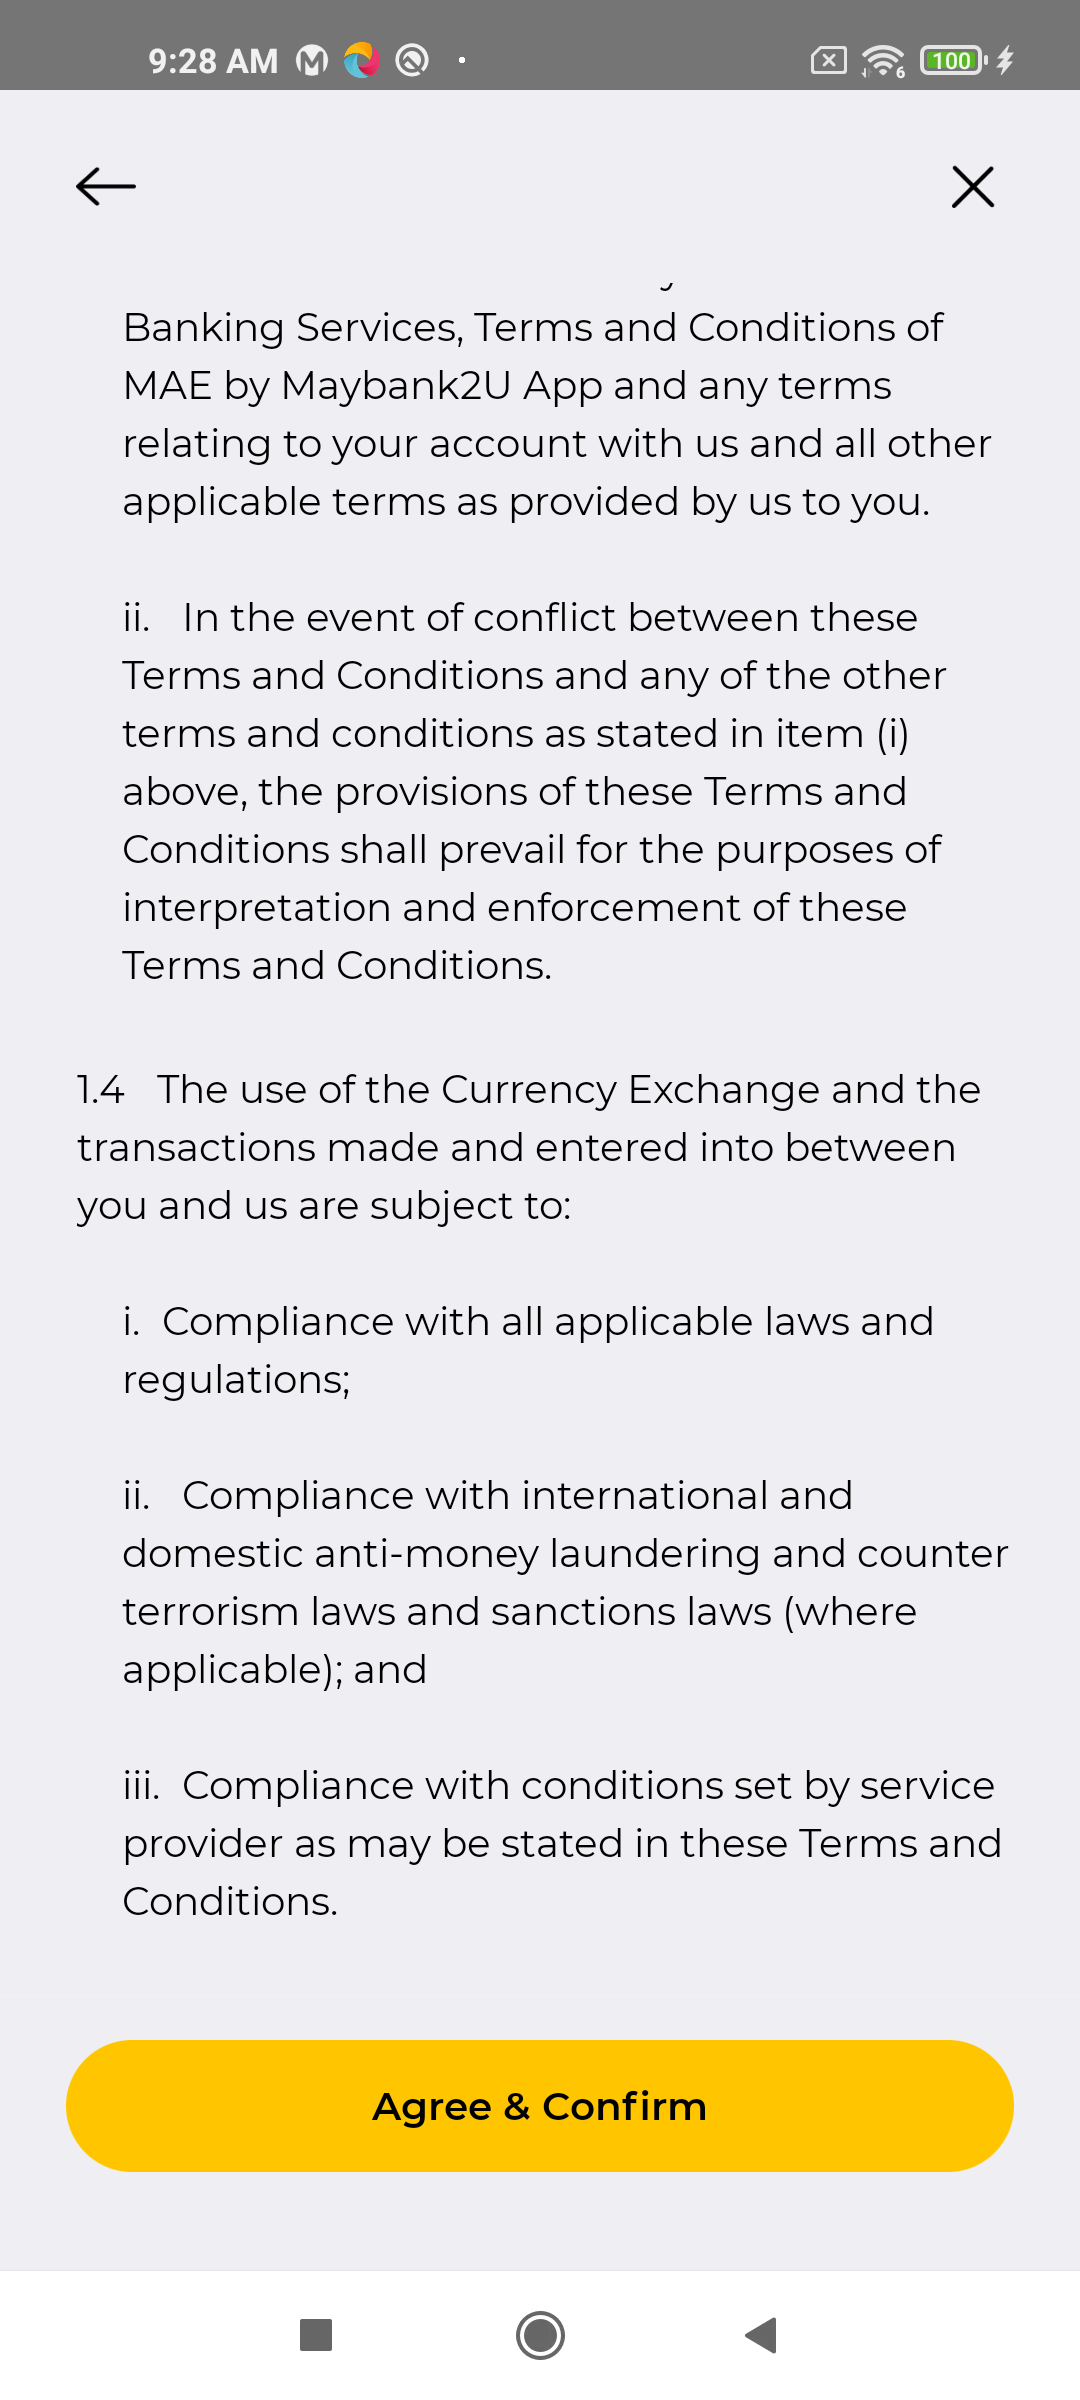 9:28 AM
6
100
Banking Services, Terms and Conditions of
MAE by Maybank2U App and any terms
relating to your account with us and all other
applicable terms as provided by us to you.
ii. In the event of conflict between these
Terms and Conditions and any of the other
terms and conditions as stated in item (i)
above, the provisions of these Terms and
Conditions shall prevail for the purposes of
interpretation and enforcement of these
Terms and Conditions.
1.4 The use of the Currency Exchange and the
transactions made and entered into between
you and us are subject to:
i. Compliance with all applicable laws and
regulations;
ii. Compliance with international and
domestic anti-money laundering and counter
terrorism laws and sanctions laws (where
applicable); and
iii. Compliance with conditions set by service
provider as may be stated in these Terms and
Conditions.
Agree & Confirm